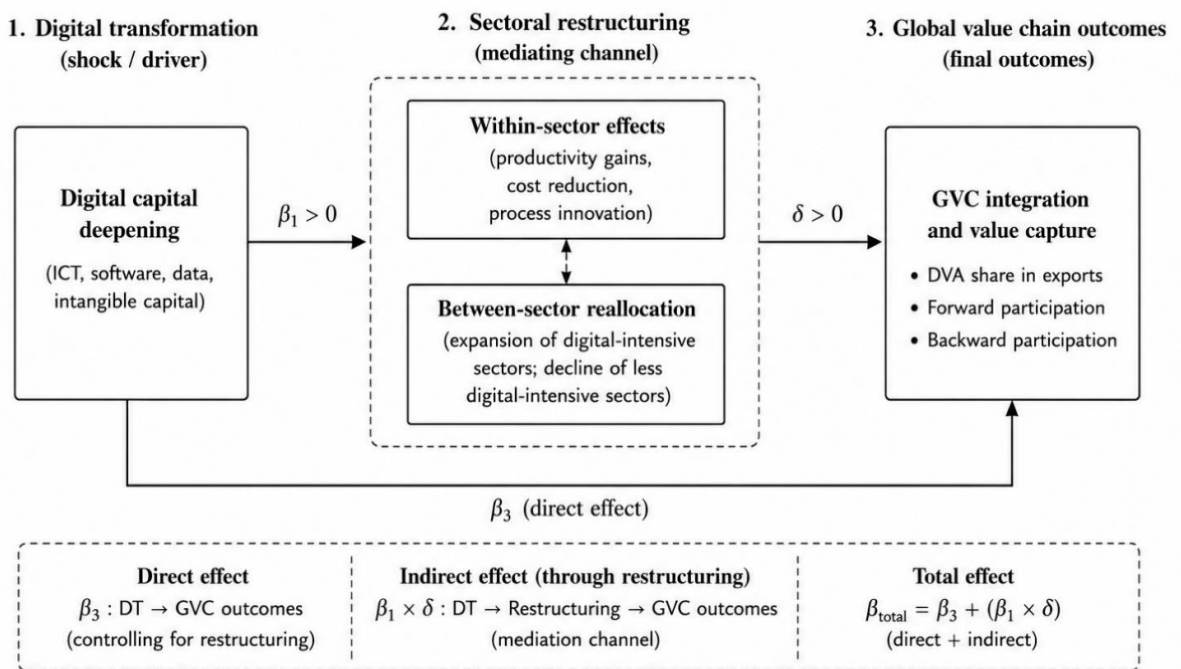 1. Digital transformation
(shock / driver)
2. Sectoral restructuring
(mediating channel)
3. Global value chain outcomes
(final outcomes)
Digital capital
deepening
(ICT, software, data,
intangible capital)
β₁ > 0
Within-sector effects
(productivity gains,
cost reduction,
process innovation)
Between-sector reallocation
(expansion of digital-intensive
sectors; decline of less
digital-intensive sectors)
δ > 0
GVC integration
and value capture
• DVA share in exports
• Forward participation
• Backward participation
β₃ (direct effect)
Direct effect
β₃ : DT → GVC outcomes
(controlling for restructuring)
Indirect effect (through restructuring)
β₁ × δ : DT → Restructuring → GVC outcomes
(mediation channel)
Total effect
β_total = β₃ + (β₁ × δ)
(direct + indirect)